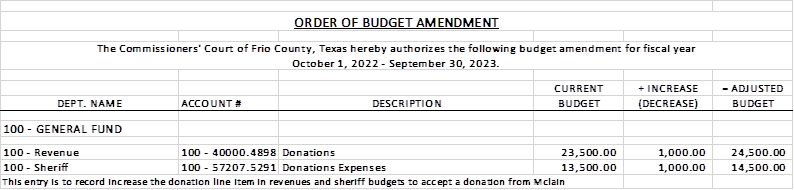 ORDER OF BUDGET AMENDMENT
The Commissioners' Court of Frio County, Texas hereby authorizes the following budget amendment for fiscal year
October 1, 2022 - September 30, 2023.
CURRENT + INCREASE = ADJUSTED
DEPT. NAME ACCOUNT # DESCRIPTION BUDGET (DECREASE) BUDGET
100 - GENERAL FUND
100 - Revenue 100 - 40000.4898 Donations 23,500.00 1,000.00 24,500.00
100 - Sheriff 100 - 57207.5291 Donations Expenses 13,500.00 1,000.00 14,500.00
This entry is to record increase the donation line item in revenues and sheriff budgets to accept a donation from Mclain